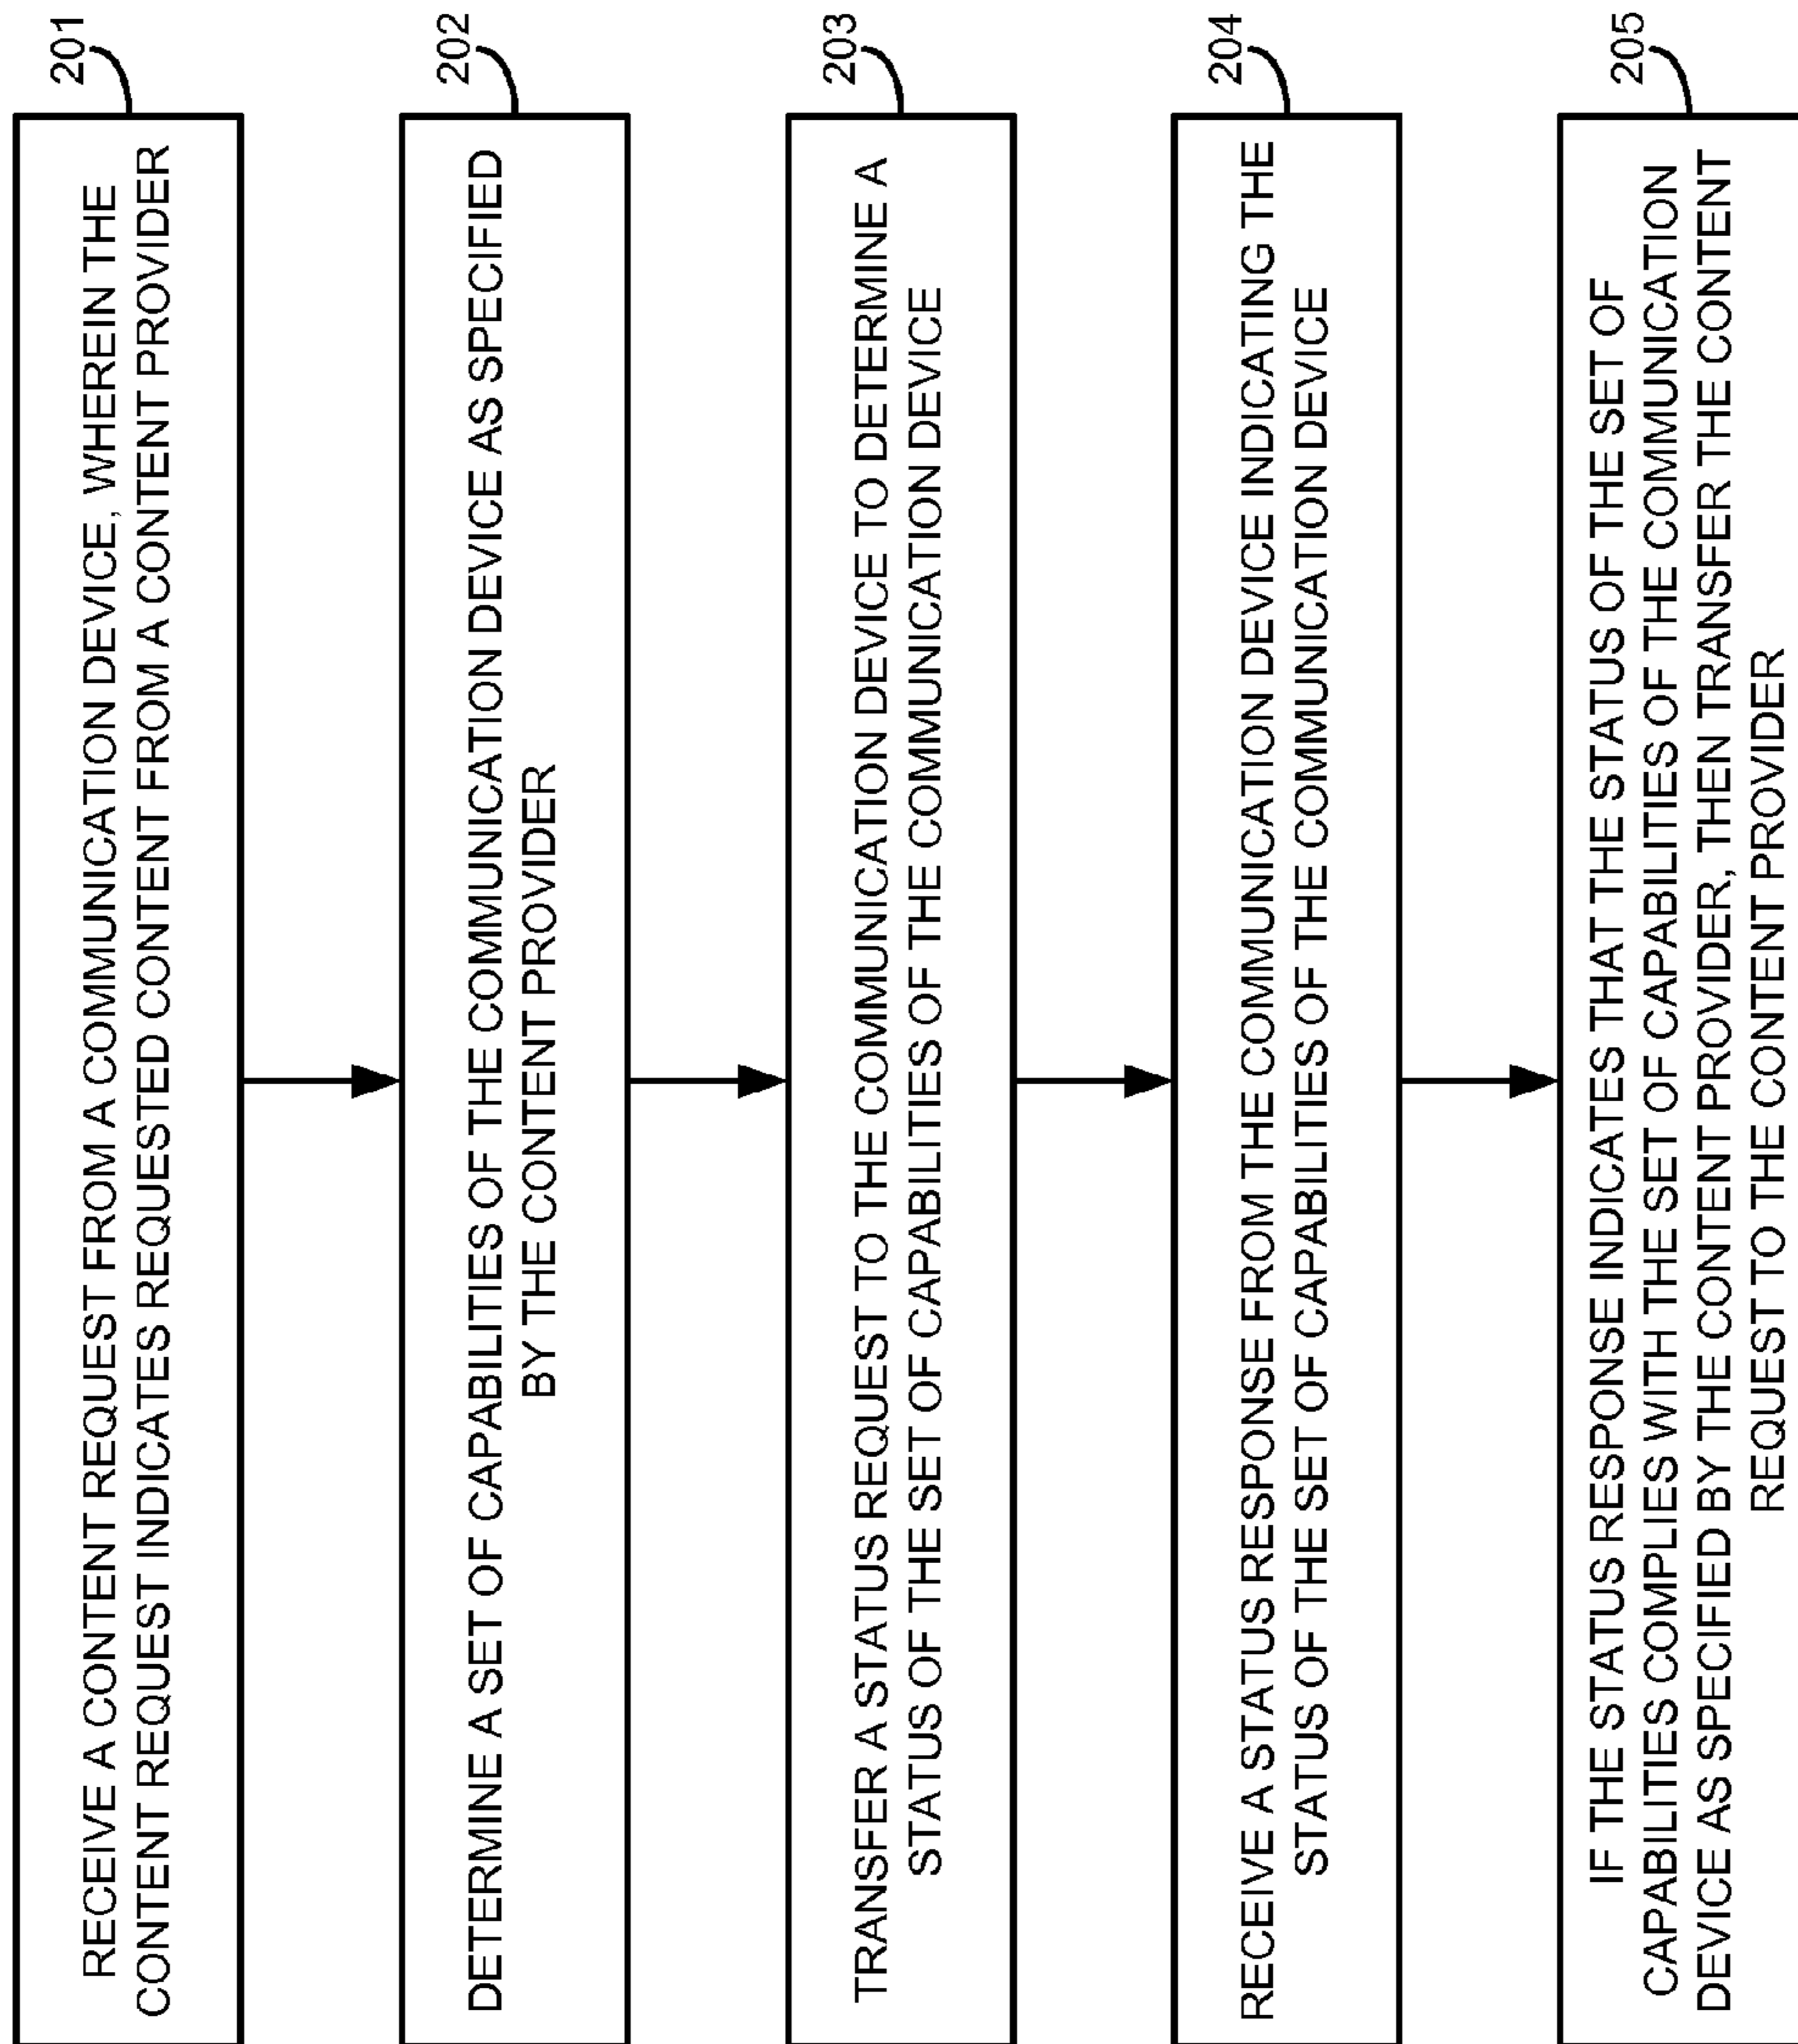 201
RECEIVE A CONTENT REQUEST FROM A COMMUNICATION DEVICE, WHEREIN THE
CONTENT REQUEST INDICATES REQUESTED CONTENT FROM A CONTENT PROVIDER
202
DETERMINE A SET OF CAPABILITIES OF THE COMMUNICATION DEVICE AS SPECIFIED
BY THE CONTENT PROVIDER
203
TRANSFER A STATUS REQUEST TO THE COMMUNICATION DEVICE TO DETERMINE A
STATUS OF THE SET OF CAPABILITIES OF THE COMMUNICATION DEVICE
204
RECEIVE A STATUS RESPONSE FROM THE COMMUNICATION DEVICE INDICATING THE
STATUS OF THE SET OF CAPABILITIES OF THE COMMUNICATION DEVICE
205
IF THE STATUS RESPONSE INDICATES THAT THE STATUS OF THE SET OF
CAPABILITIES COMPLIES WITH THE SET OF CAPABILITIES OF THE COMMUNICATION
DEVICE AS SPECIFIED BY THE CONTENT PROVIDER, THEN TRANSFER THE CONTENT
REQUEST TO THE CONTENT PROVIDER